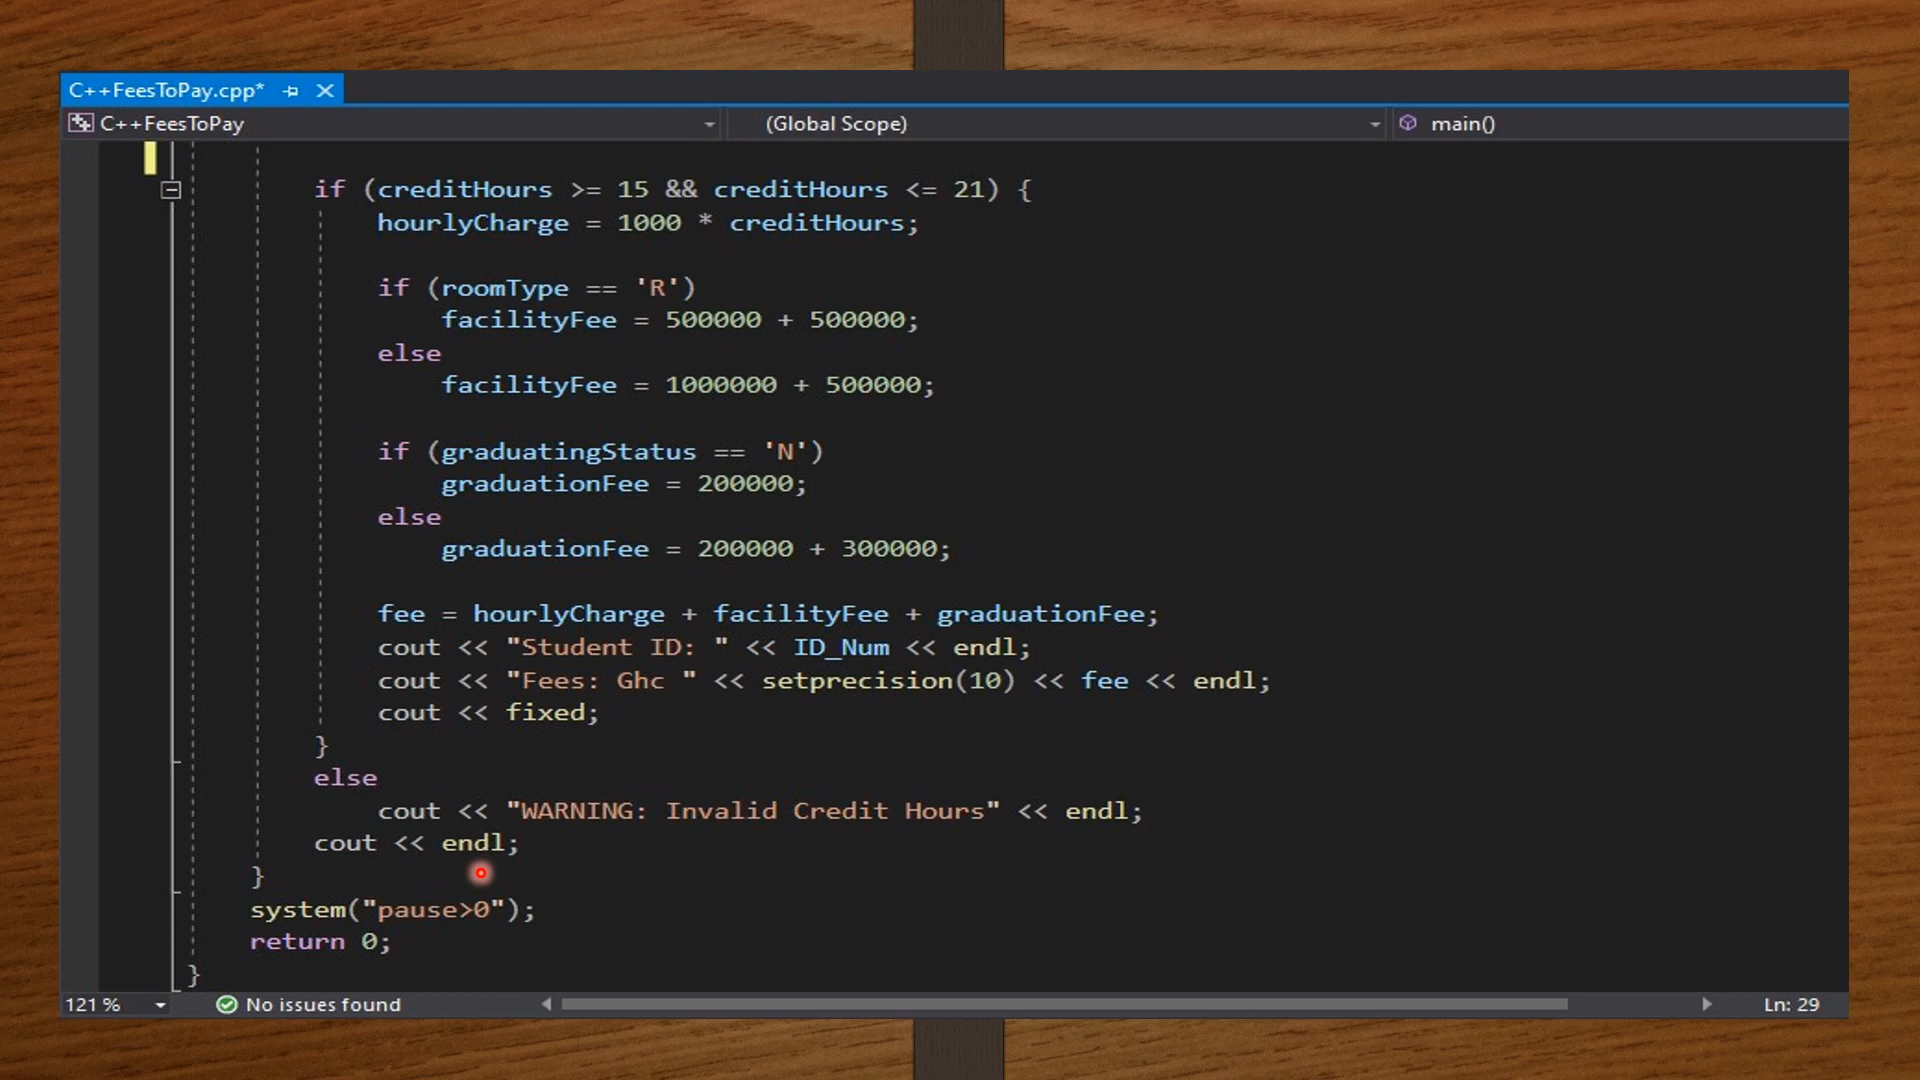 C++FeesToPay.cpp*
C++FeesToPay (Global Scope) main()
if (creditHours >= 15 && creditHours <= 21) {
hourlyCharge = 1000 * creditHours;
if (roomType == 'R')
facilityFee = 500000 + 500000;
else
facilityFee = 1000000 + 500000;
if (graduatingStatus == 'N')
graduationFee = 200000;
else
graduationFee = 200000 + 300000;
fee = hourlyCharge + facilityFee + graduationFee;
cout << "Student ID: " << ID_Num << endl;
cout << "Fees: Ghc " << setprecision(10) << fee << endl;
cout << fixed;
}
else
cout << "WARNING: Invalid Credit Hours" << endl;
cout << endl;
}
system("pause>0");
return 0;
}
121 % No issues found Ln: 29